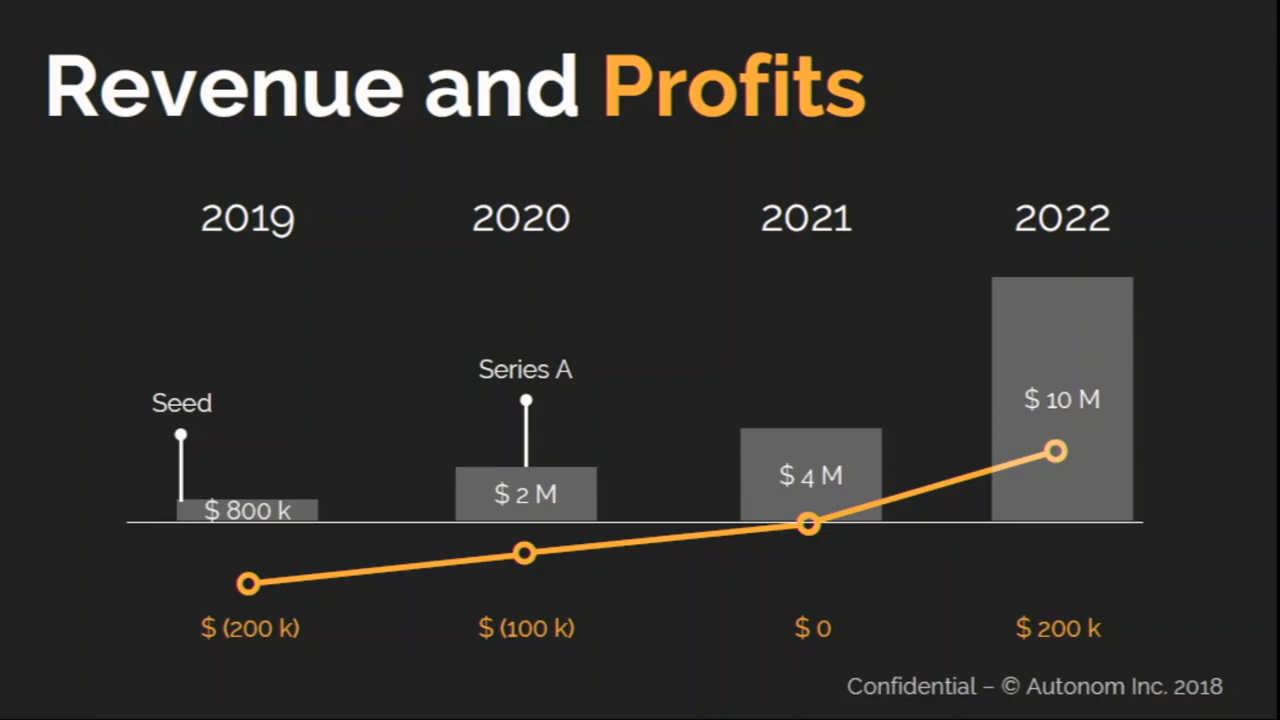 Revenue and Profits
2019 2020 2021 2022
Series A
Seed
$ 10 M
$ 4 M
$ 2 M
$ 800 k
$ (200 k) $ (100 k) $ 0 $ 200 k
Confidential – © Autonom Inc. 2018